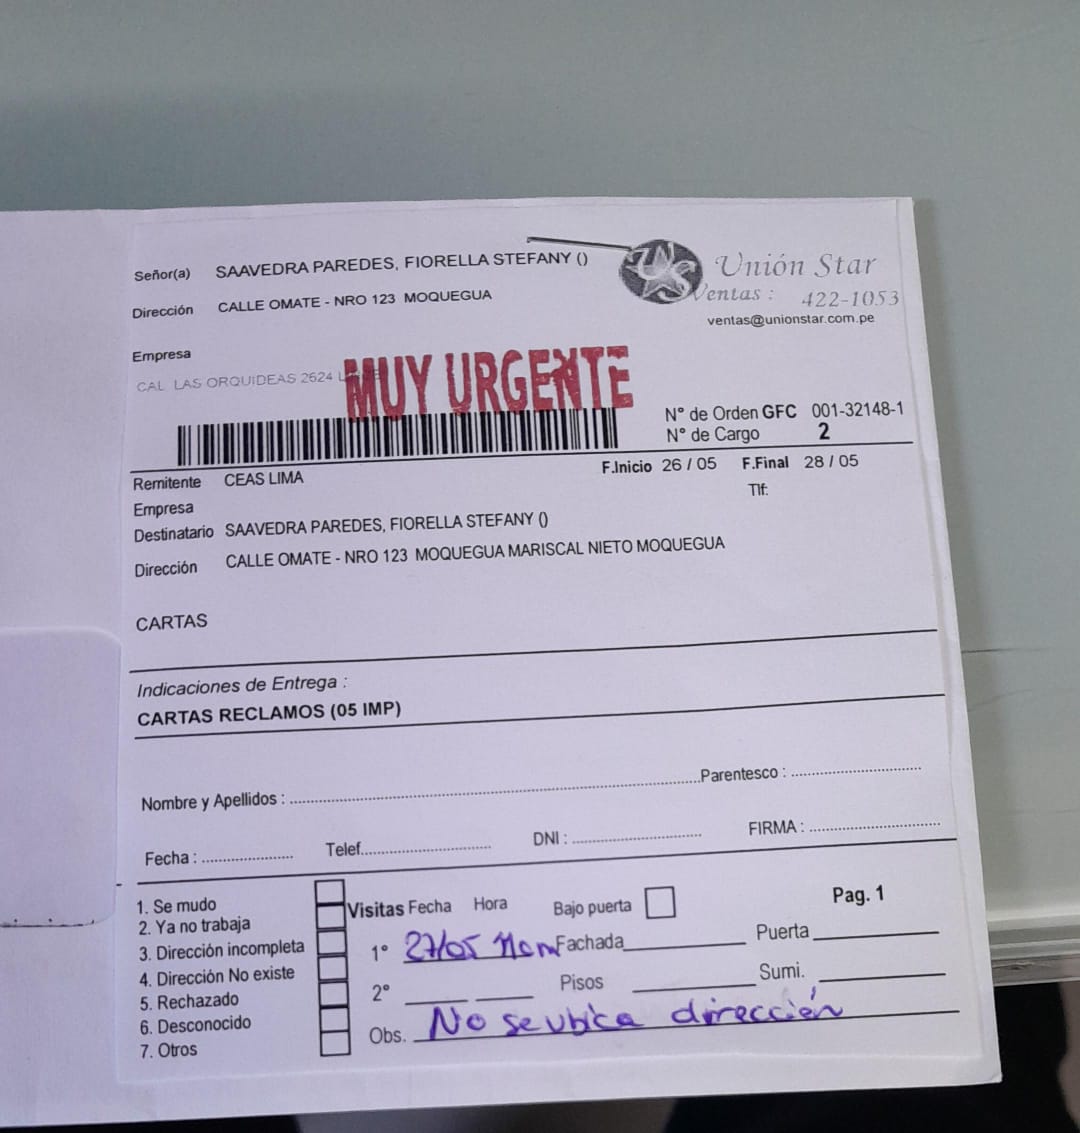 Señor(a) SAAVEDRA PAREDES, FIORELLA STEFANY ()
Unión Star
Dirección CALLE OMATE - NRO 123 MOQUEGUA
Ventas : 422-1053
ventas@unionstar.com.pe
Empresa
CAL LAS ORQUIDEAS 2624
MUY URGENTE
N° de Orden GFC 001-32148-1
N° de Cargo 2
Remitente CEAS LIMA
F.Inicio 26 / 05 F.Final 28 / 05
Empresa
Tlf:
Destinatario SAAVEDRA PAREDES, FIORELLA STEFANY ()
Dirección CALLE OMATE - NRO 123 MOQUEGUA MARISCAL NIETO MOQUEGUA
CARTAS
Indicaciones de Entrega :
CARTAS RECLAMOS (05 IMP)
Nombre y Apellidos : Parentesco :
Fecha : Telef. DNI : FIRMA :
1. Se mudo
2. Ya no trabaja
3. Dirección incompleta
4. Dirección No existe
5. Rechazado
6. Desconocido
7. Otros
Visitas Fecha Hora Bajo puerta Pag. 1
1° 27/05 Fachada Puerta
2° Pisos Sumi.
Obs. No se ubica dirección